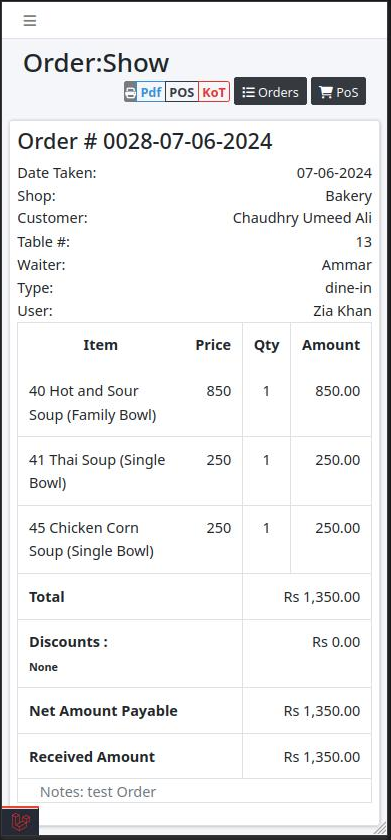 Order:Show
Pdf POS KoT Orders PoS
Order # 0028-07-06-2024
Date Taken: 07-06-2024
Shop: Bakery
Customer: Chaudhry Umeed Ali
Table #: 13
Waiter: Ammar
Type: dine-in
User: Zia Khan
Item Price Qty Amount
40 Hot and Sour 850 1 850.00
Soup (Family Bowl)
41 Thai Soup (Single 250 1 250.00
Bowl)
45 Chicken Corn 250 1 250.00
Soup (Single Bowl)
Total Rs 1,350.00
Discounts : Rs 0.00
None
Net Amount Payable Rs 1,350.00
Received Amount Rs 1,350.00
Notes: test Order